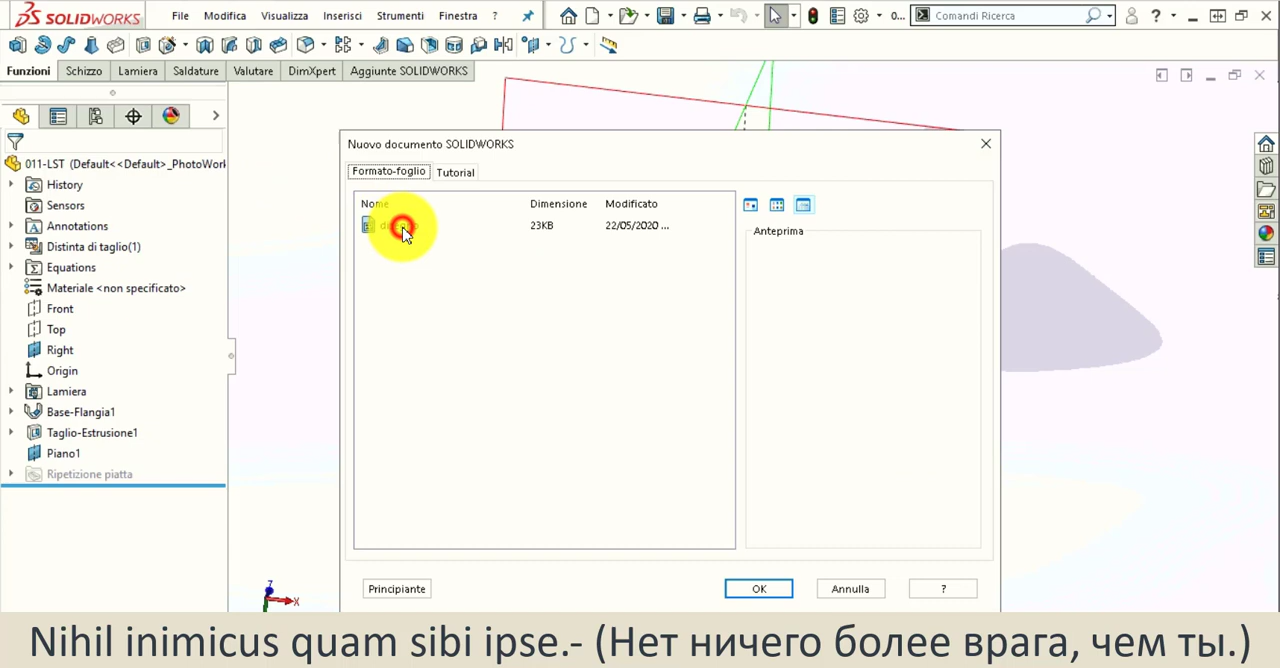 SOLIDWORKS File Modifica Visualizza Inserisci Strumenti Finestra ? 0... Comandi Ricerca ?
Funzioni Schizzo Lamiera Saldature Valutare DimXpert Aggiunte SOLIDWORKS
011-LST (Default<<Default>_PhotoWork
History
Sensors
Annotations
Distinta di taglio(1)
Equations
Materiale <non specificato>
Front
Top
Right
Origin
Lamiera
Base-Flangia1
Taglio-Estrusione1
Piano1
Ripetizione piatta
Nuovo documento SOLIDWORKS
Formato-foglio Tutorial
Nome Dimensione Modificato
23KB 22/05/2020 ...
Anteprima
Principiante OK Annulla ?
Z
X
Nihil inimicus quam sibi ipse.- (Нет ничего более врага, чем ты.)